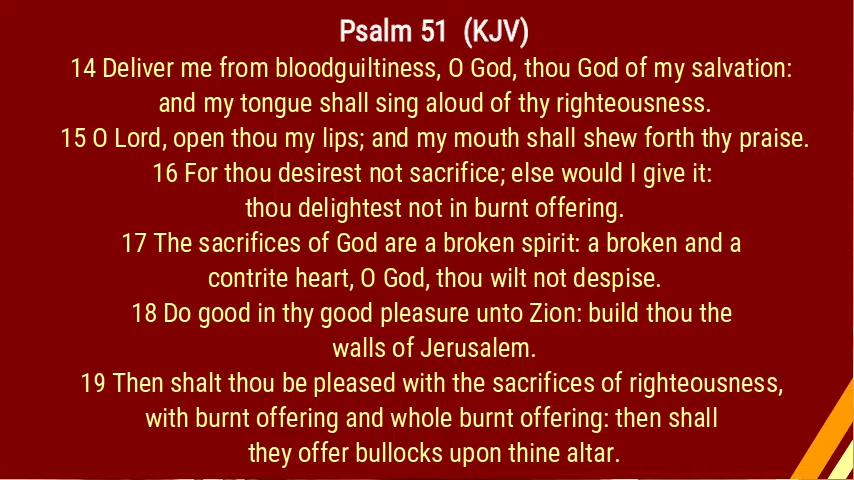 Psalm 51 (KJV)
14 Deliver me from bloodguiltiness, O God, thou God of my salvation:
and my tongue shall sing aloud of thy righteousness.
15 O Lord, open thou my lips; and my mouth shall shew forth thy praise.
16 For thou desirest not sacrifice; else would I give it:
thou delightest not in burnt offering.
17 The sacrifices of God are a broken spirit: a broken and a
contrite heart, O God, thou wilt not despise.
18 Do good in thy good pleasure unto Zion: build thou the
walls of Jerusalem.
19 Then shalt thou be pleased with the sacrifices of righteousness,
with burnt offering and whole burnt offering: then shall
they offer bullocks upon thine altar.